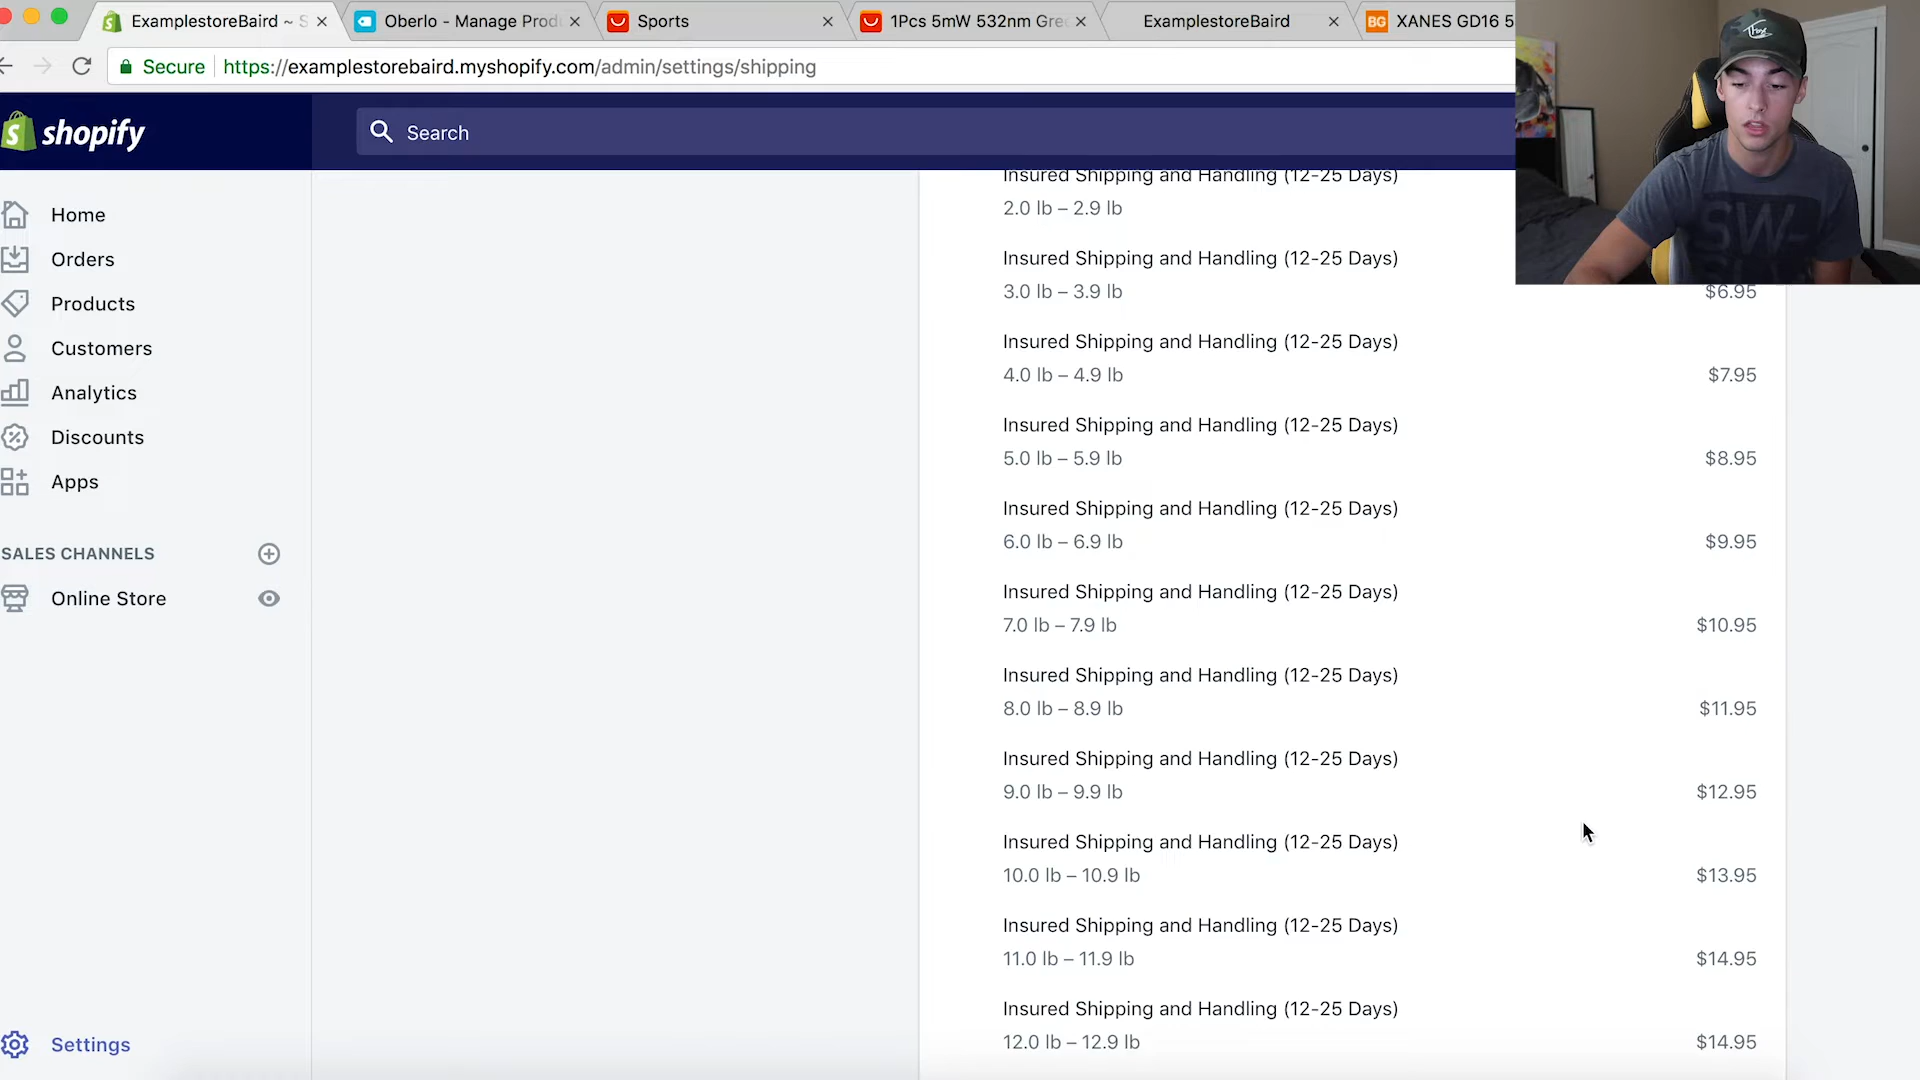 ExamplestoreBaird ~ S
Oberlo - Manage Prod
Sports
1Pcs 5mW 532nm Gre
ExamplestoreBaird
BG
XANES GD16 5
Secure
https://examplestorebaird.myshopify.com/admin/settings/shipping
shopify
Search
Home
Orders
Products
Customers
Analytics
Discounts
Apps
SALES CHANNELS
Online Store
Settings
Insured Shipping and Handling (12-25 Days)
2.0 lb – 2.9 lb
Insured Shipping and Handling (12-25 Days)
3.0 lb – 3.9 lb
$6.95
Insured Shipping and Handling (12-25 Days)
4.0 lb – 4.9 lb
$7.95
Insured Shipping and Handling (12-25 Days)
5.0 lb – 5.9 lb
$8.95
Insured Shipping and Handling (12-25 Days)
6.0 lb – 6.9 lb
$9.95
Insured Shipping and Handling (12-25 Days)
7.0 lb – 7.9 lb
$10.95
Insured Shipping and Handling (12-25 Days)
8.0 lb – 8.9 lb
$11.95
Insured Shipping and Handling (12-25 Days)
9.0 lb – 9.9 lb
$12.95
Insured Shipping and Handling (12-25 Days)
10.0 lb – 10.9 lb
$13.95
Insured Shipping and Handling (12-25 Days)
11.0 lb – 11.9 lb
$14.95
Insured Shipping and Handling (12-25 Days)
12.0 lb – 12.9 lb
$14.95